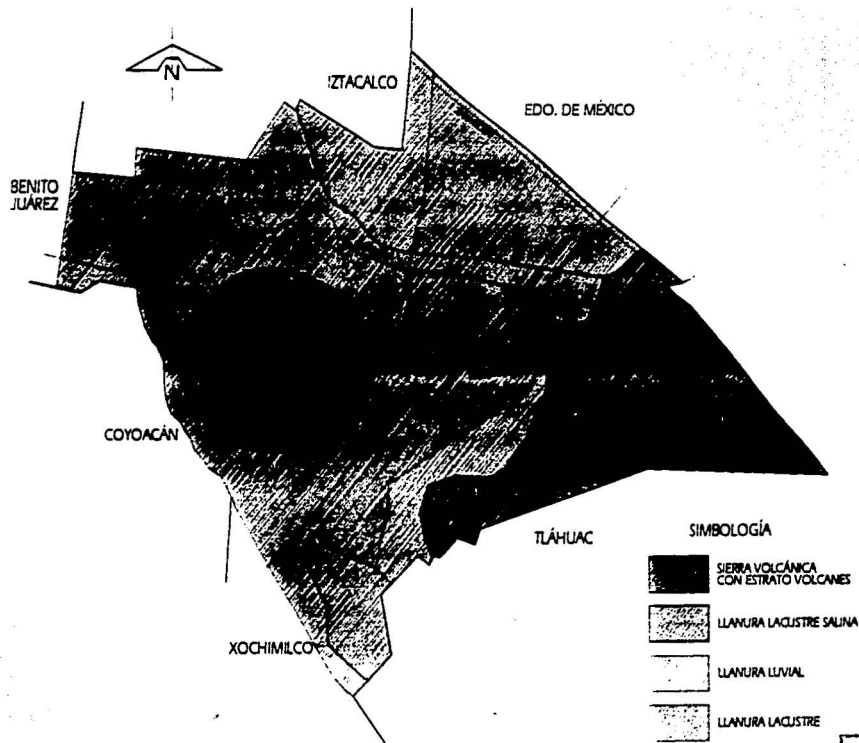 N
IZTACALCO
EDO. DE MÉXICO
BENITO
JUÁREZ
COYOACÁN
TLÁHUAC
XOCHIMILCO
SIMBOLOGÍA
SIERRA VOLCÁNICA
CON ESTRATO VOLCANES
LLANURA LACUSTRE SALINA
LLANURA LUVIAL
LLANURA LACUSTRE